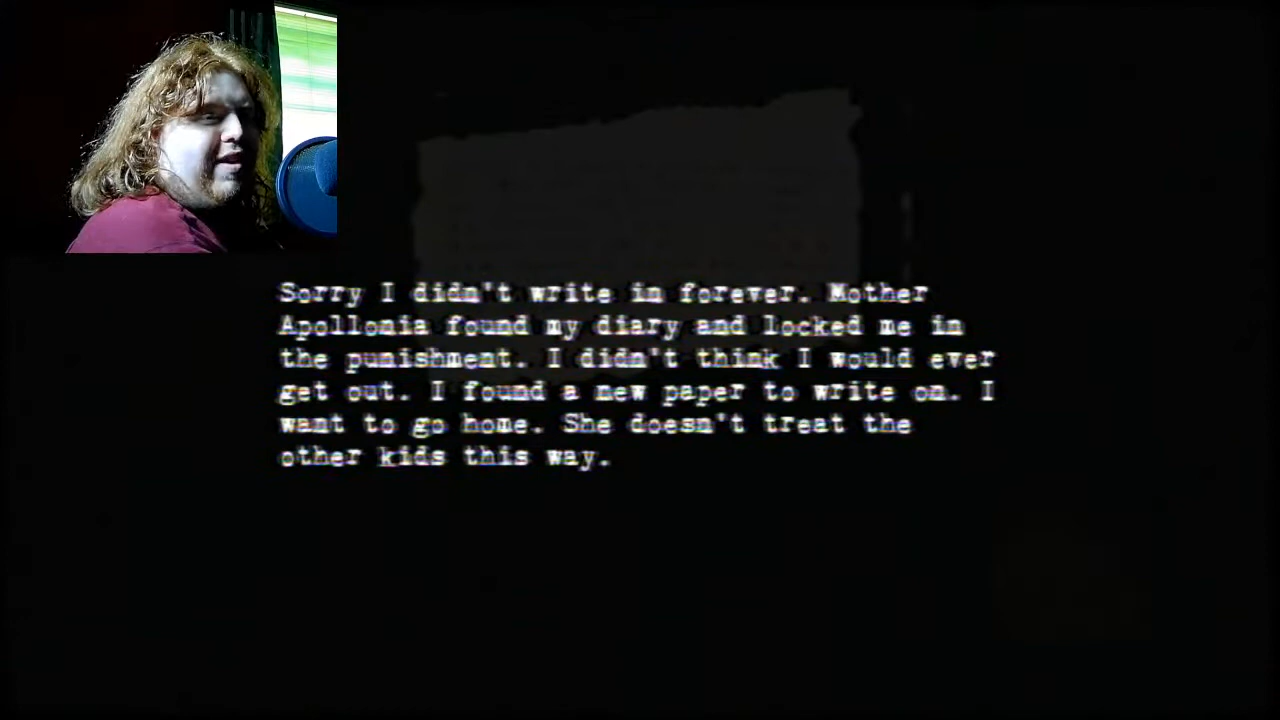 Sorry I didn't write in forever. Mother
Apollonia found my diary and locked me in
the punishment. I didn't think I would ever
get out. I found a new paper to write on. I
want to go home. She doesn't treat the
other kids this way.